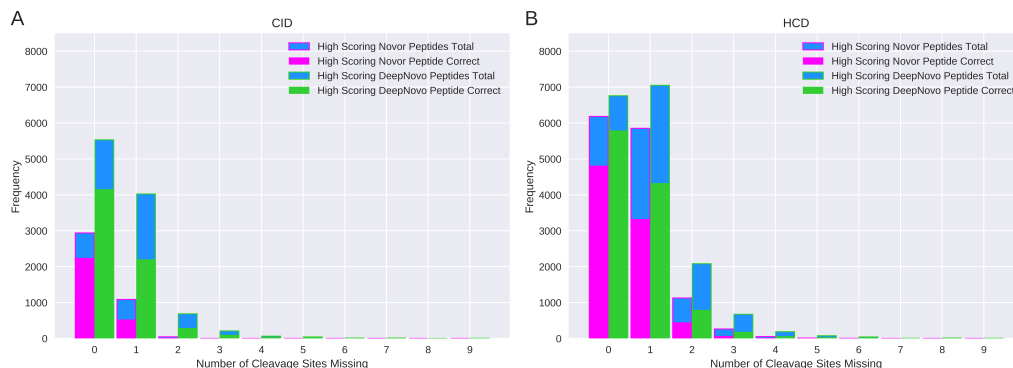 A
CID
High Scoring Novor Peptides Total
High Scoring Novor Peptide Correct
High Scoring DeepNovo Peptides Total
High Scoring DeepNovo Peptide Correct
8000
7000
6000
5000
4000
3000
2000
1000
0
Frequency
0 1 2 3 4 5 6 7 8 9
Number of Cleavage Sites Missing
B
HCD
High Scoring Novor Peptides Total
High Scoring Novor Peptide Correct
High Scoring DeepNovo Peptides Total
High Scoring DeepNovo Peptide Correct
8000
7000
6000
5000
4000
3000
2000
1000
0
Frequency
0 1 2 3 4 5 6 7 8 9
Number of Cleavage Sites Missing